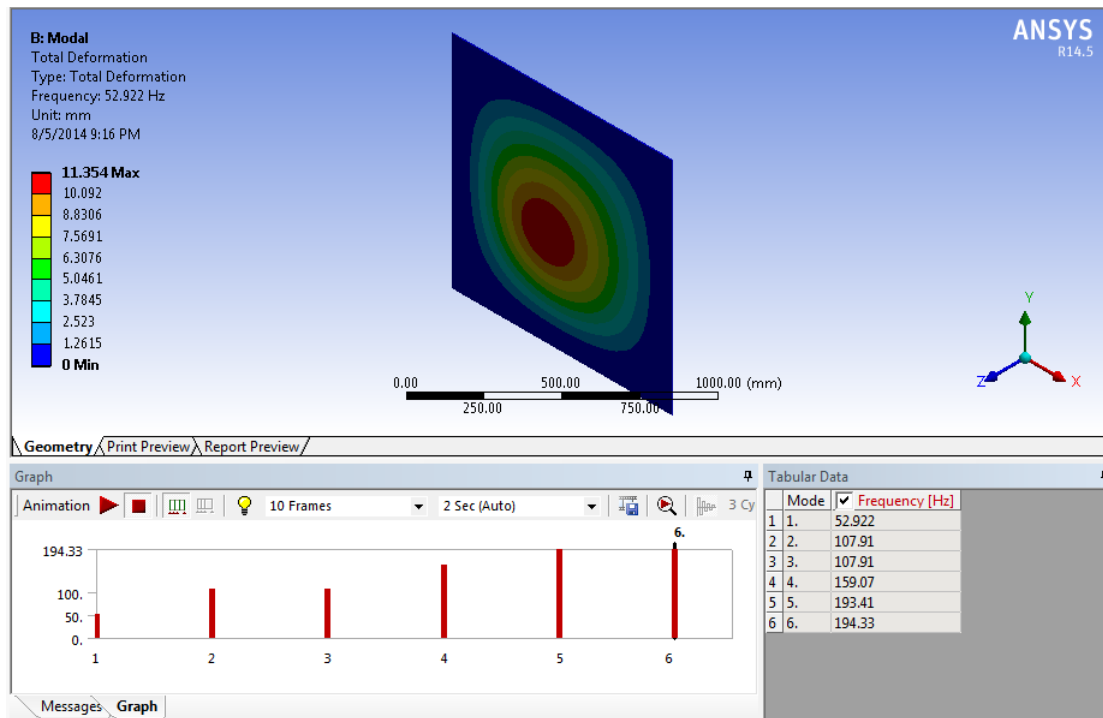 B: Modal
Total Deformation
Type: Total Deformation
Frequency: 52.922 Hz
Unit: mm
8/5/2014 9:16 PM
ANSYS
R14.5
11.354 Max
10.092
8.8306
7.5691
6.3076
5.0461
3.7845
2.523
1.2615
0 Min
Y
Z
X
0.00 500.00 1000.00 (mm)
250.00 750.00
Geometry Print Preview Report Preview
Graph
Animation 10 Frames 2 Sec (Auto) 3 Cy
6.
194.33
100.
50.
0.
1 2 3 4 5 6
Messages Graph
Tabular Data
Mode Frequency [Hz]
1 1. 52.922
2 2. 107.91
3 3. 107.91
4 4. 159.07
5 5. 193.41
6 6. 194.33